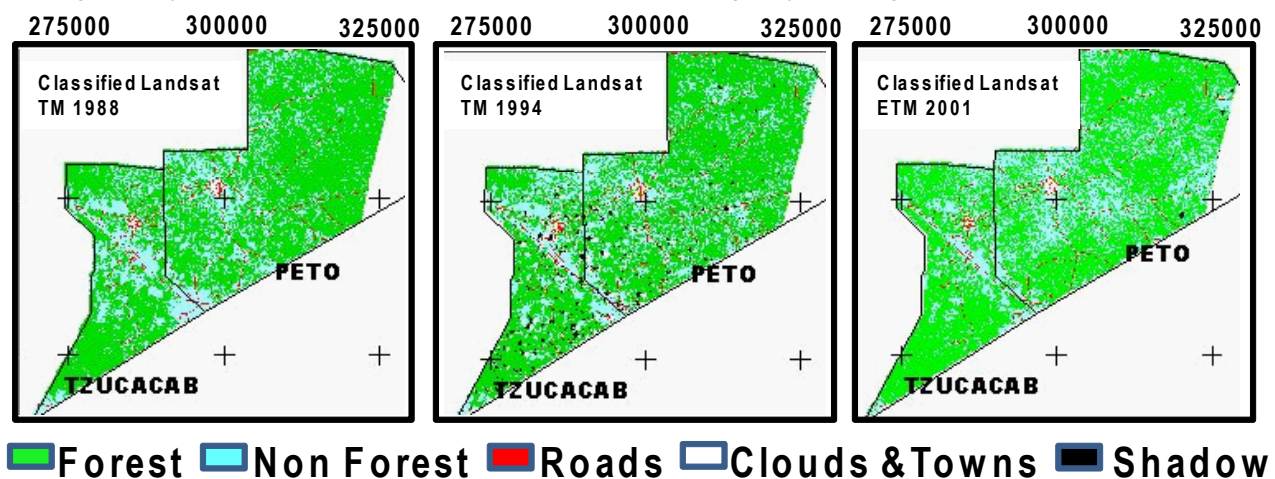 275000 300000 325000 275000 300000 325000 275000 300000 325000
Classified Landsat
TM 1988
Classified Landsat
TM 1994
Classified Landsat
ETM 2001
PETO
TZUCACAB
PETO
TZUCACAB
PETO
TZUCACAB
Forest Non Forest Roads Clouds &Towns Shadow